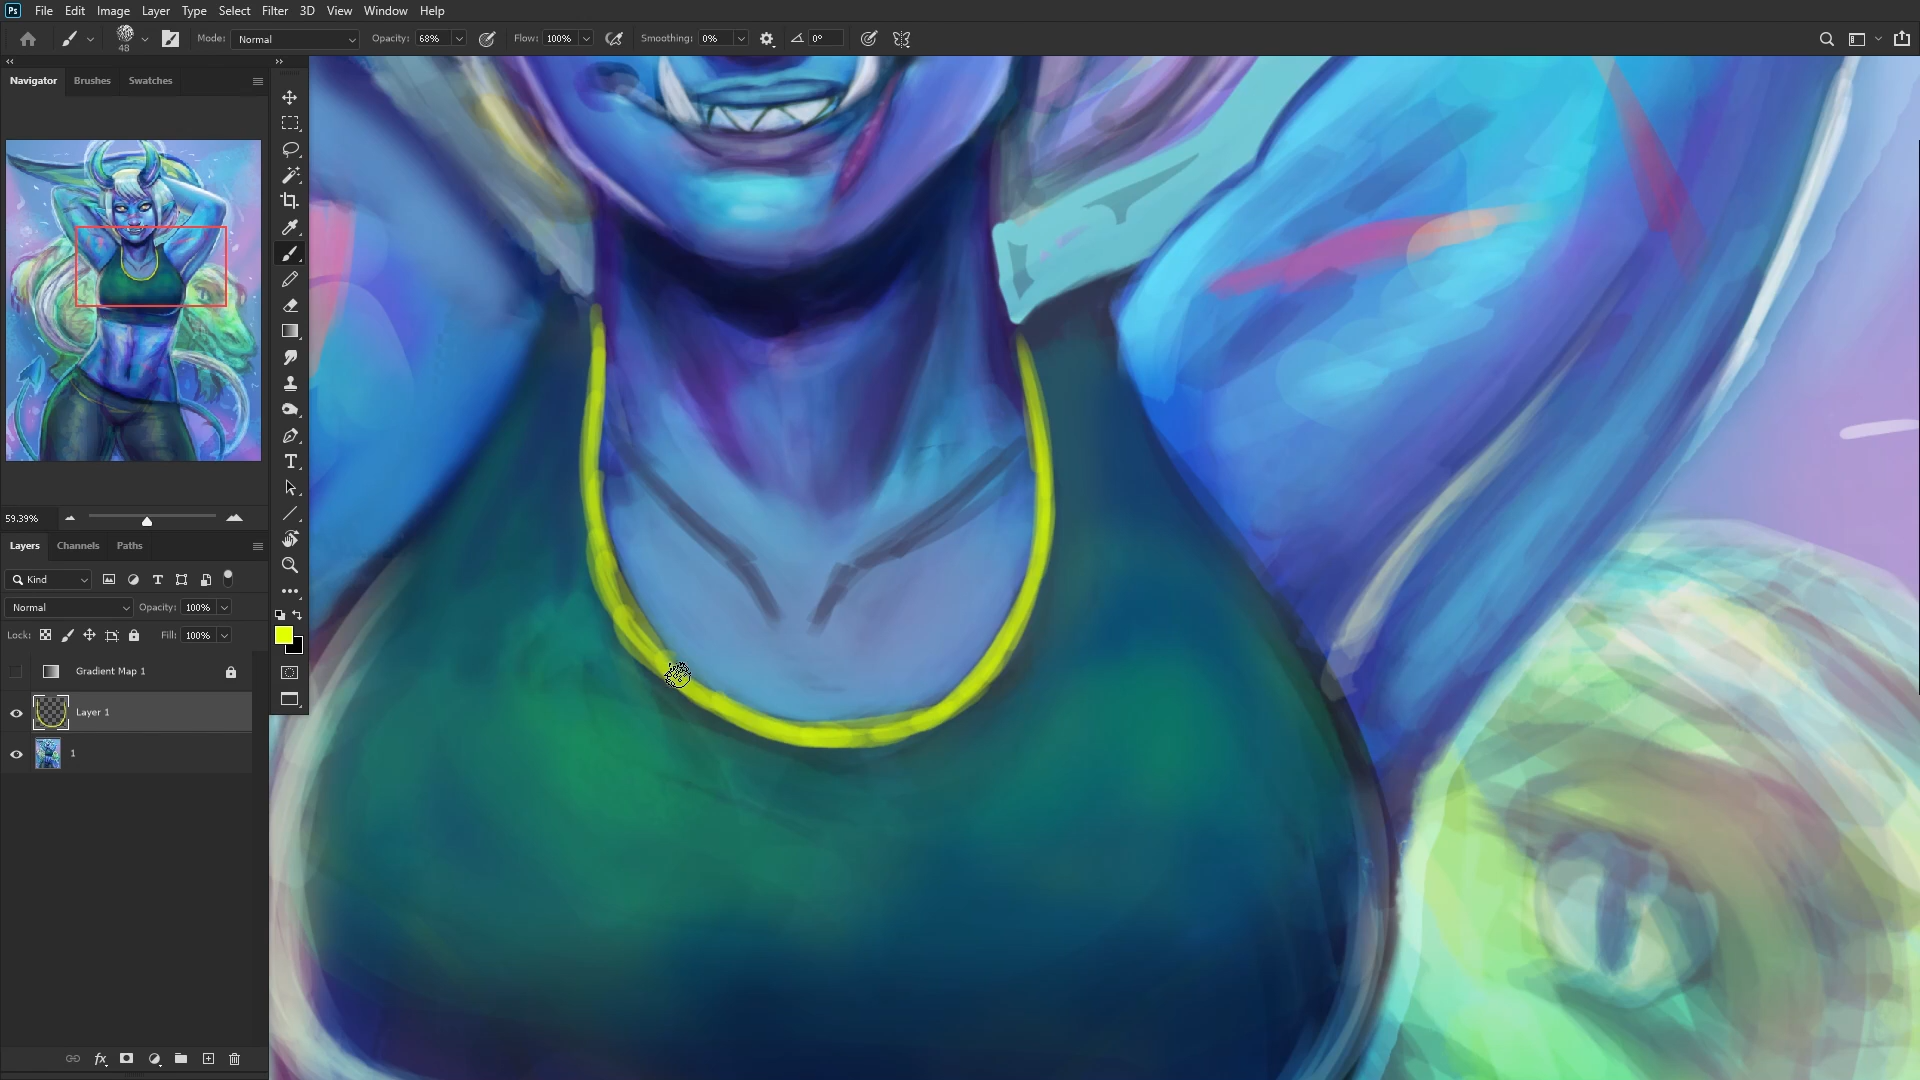 Ps File Edit Image Layer Type Select Filter 3D View Window Help
48 Mode: Normal Opacity: 68% Flow: 100% Smoothing: 0% 0°
Navigator Brushes Swatches
59.39%
Layers Channels Paths
Kind
Normal Opacity: 100%
Lock: Fill: 100%
Gradient Map 1
Layer 1
1
fx